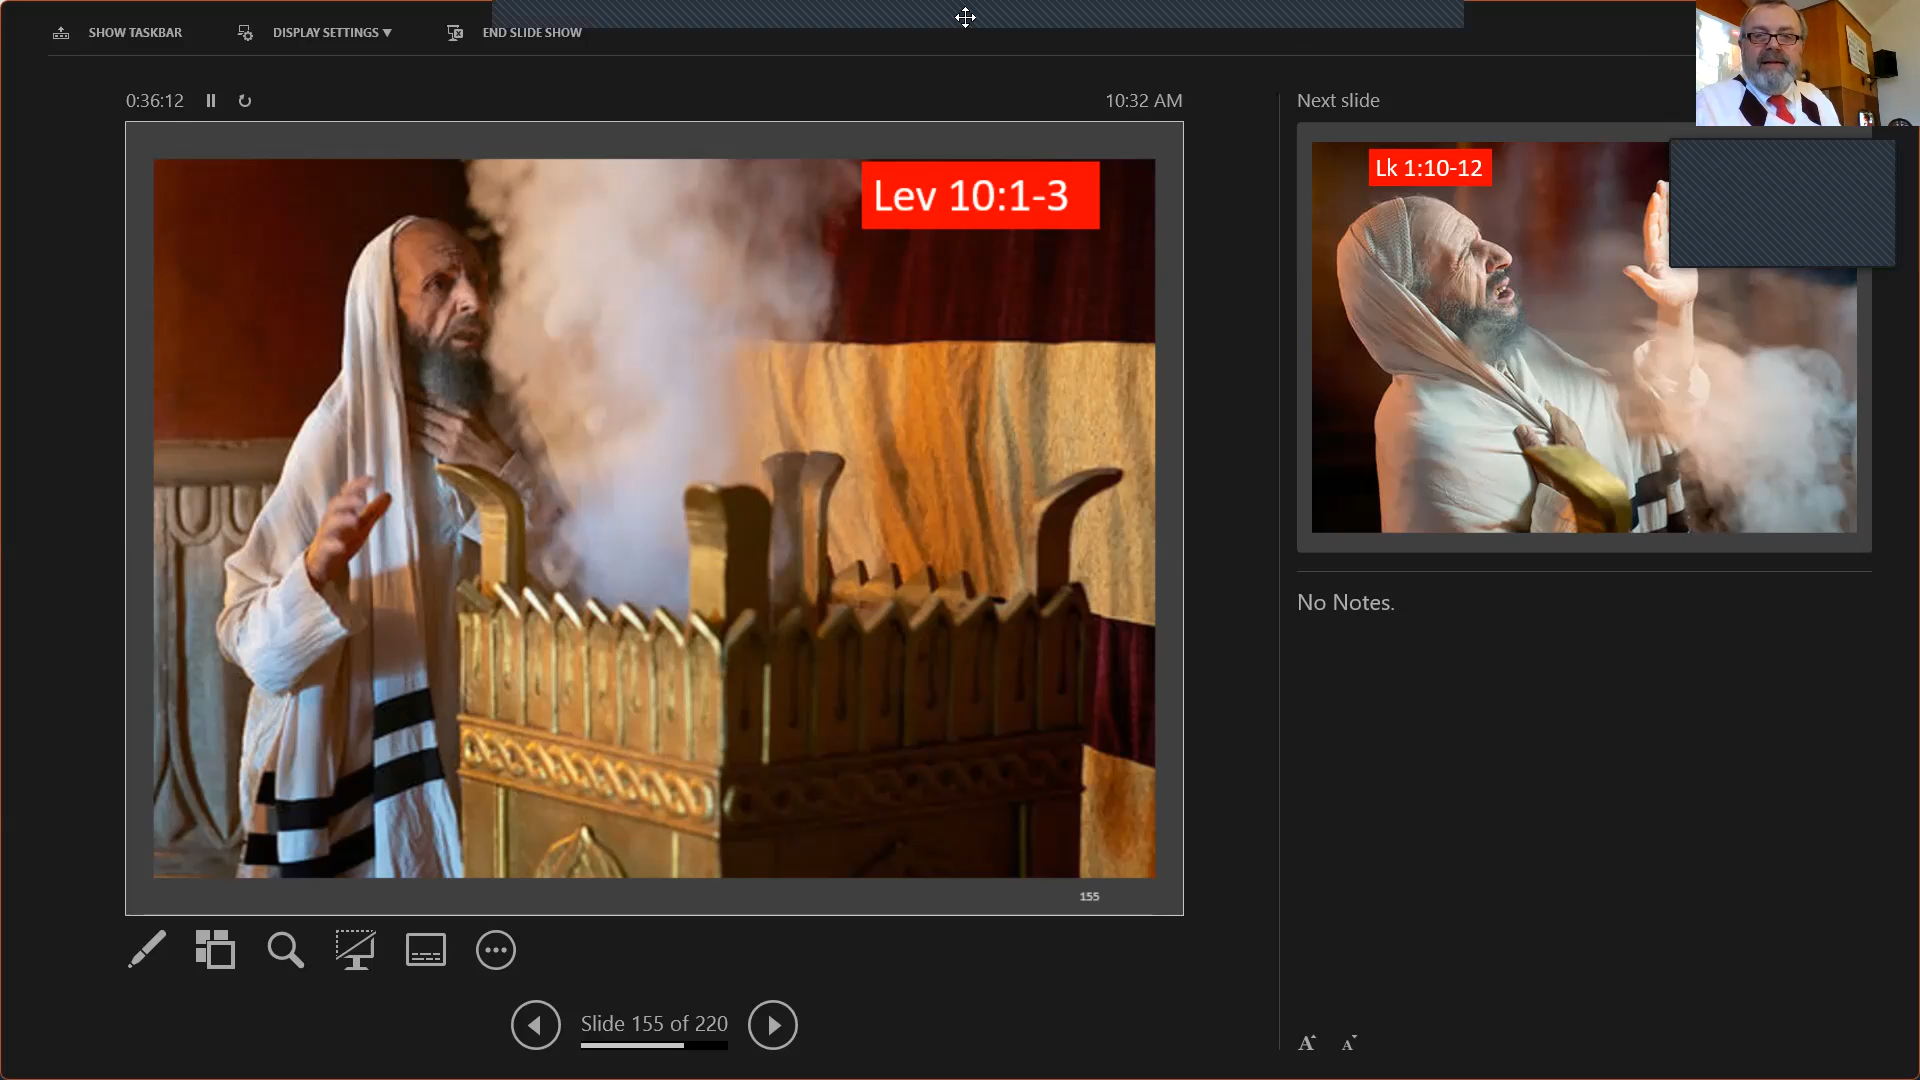 SHOW TASKBAR
DISPLAY SETTINGS ▼
END SLIDE SHOW
0:36:12
10:32 AM
Next slide
Lev 10:1-3
Lk 1:10-12
No Notes.
155
Slide 155 of 220
A A